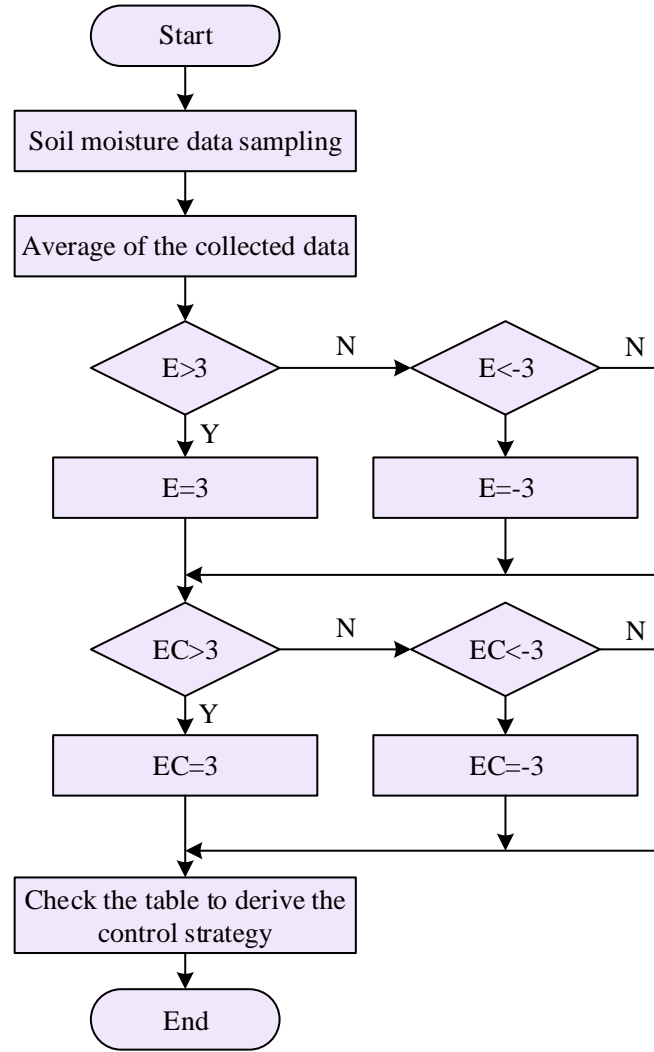 Start
Soil moisture data sampling
Average of the collected data
E>3
N
E<-3
N
Y
E=3
E=-3
EC>3
N
EC<-3
N
Y
EC=3
EC=-3
Check the table to derive the
control strategy
End